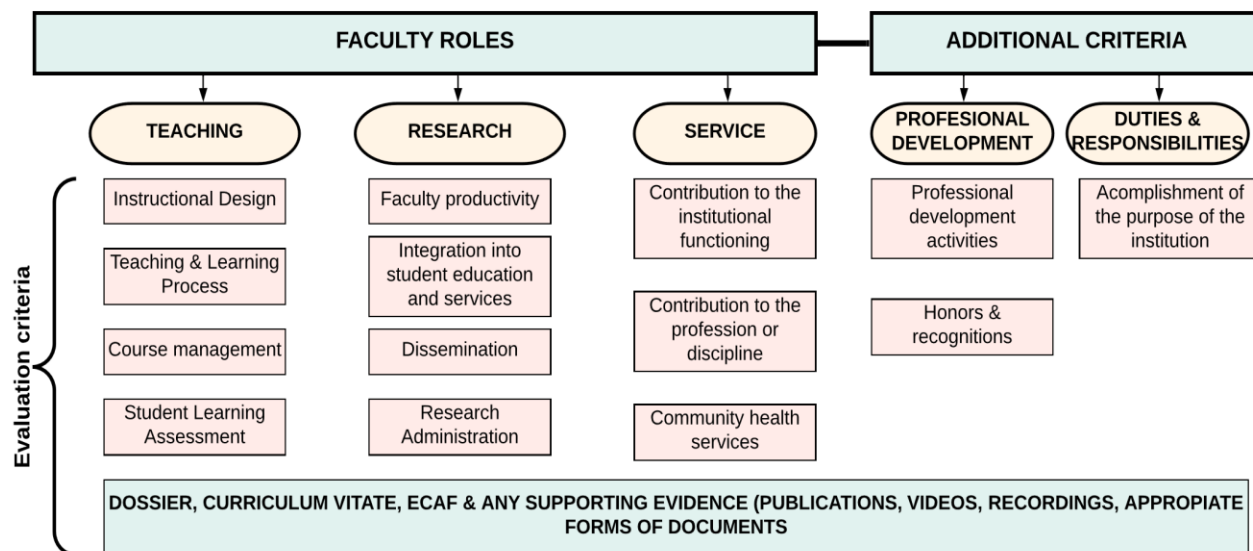 FACULTY ROLES
ADDITIONAL CRITERIA
TEACHING
RESEARCH
SERVICE
PROFESIONAL
DEVELOPMENT
DUTIES &
RESPONSIBILITIES
Evaluation criteria
Instructional Design
Teaching & Learning
Process
Course management
Student Learning
Assessment
Faculty productivity
Integration into
student education
and services
Dissemination
Research
Administration
Contribution to the
institutional
functioning
Contribution to the
profession or
discipline
Community health
services
Professional
development
activities
Honors &
recognitions
Acomplishment of
the purpose of the
institution
DOSSIER, CURRICULUM VITATE, ECAF & ANY SUPPORTING EVIDENCE (PUBLICATIONS, VIDEOS, RECORDINGS, APPROPIATE
FORMS OF DOCUMENTS